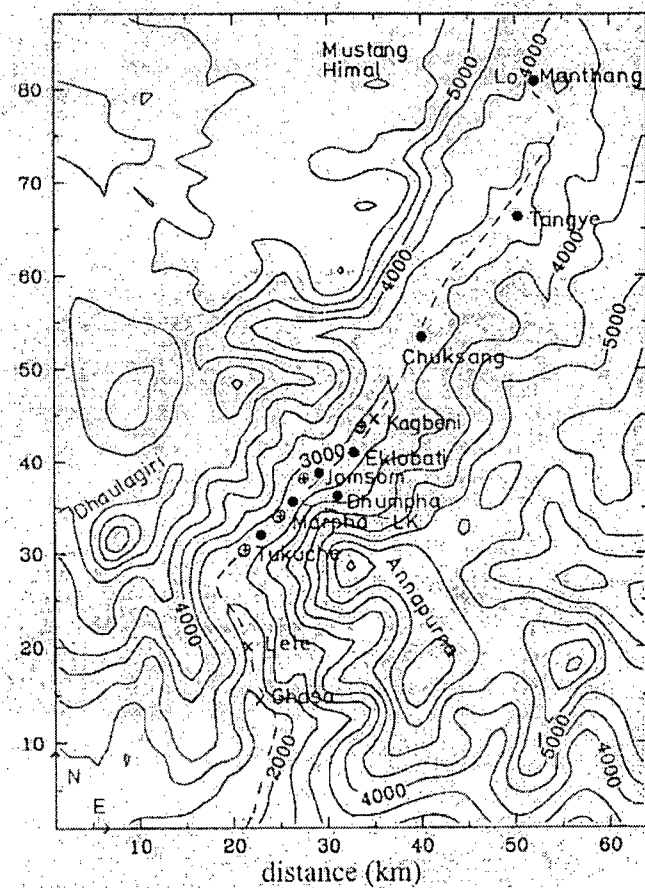 Mustang
Himal
5000
4000
Lo Manthang
80
70
Tangye
60
4000
4000
5000
Chuksang
50
Kagbeni
3000
Eklobati
40
Jomsom
Dhaulagiri
Dhumpha
Marpha LK
30
Tukuche
Annapurna
4000
20
Lete
Ghasa
10
2000
5000
4000
4000
N
E
10 20 30 40 50 60
distance (km)